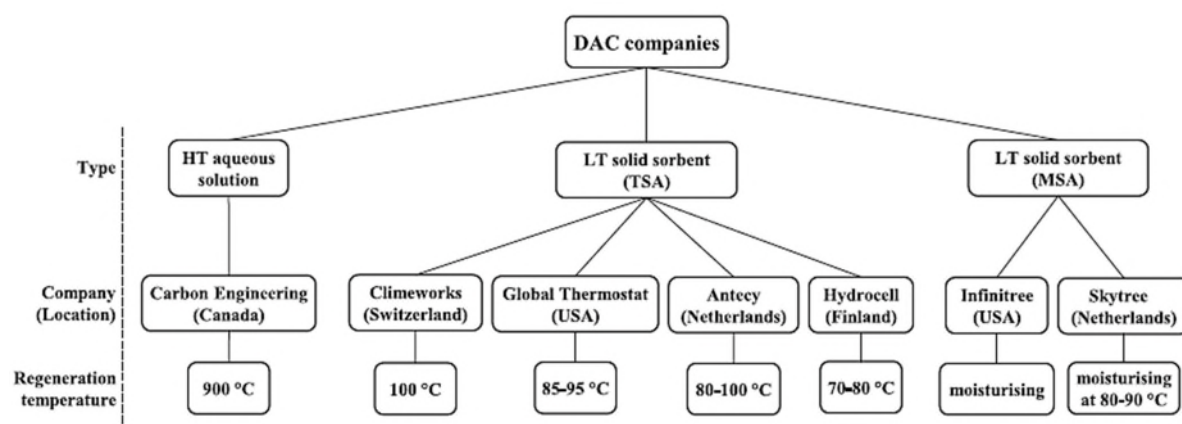 DAC companies
Type
HT aqueous
solution
LT solid sorbent
(TSA)
LT solid sorbent
(MSA)
Company
(Location)
Carbon Engineering
(Canada)
Climeworks
(Switzerland)
Global Thermostat
(USA)
Antecy
(Netherlands)
Hydrocell
(Finland)
Infinitree
(USA)
Skytree
(Netherlands)
Regeneration
temperature
900 °C
100 °C
85-95 °C
80-100 °C
70-80 °C
moisturising
moisturising
at 80-90 °C